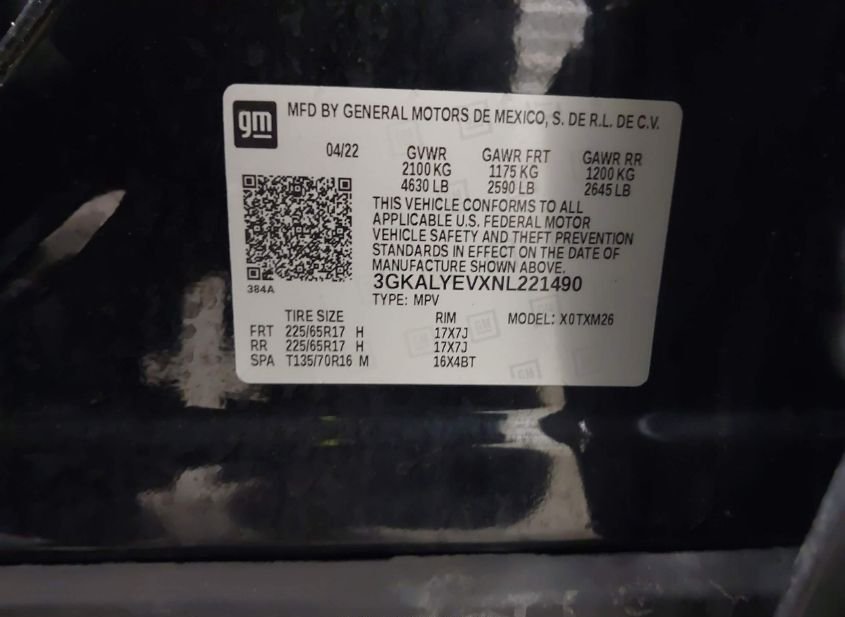 gm
MFD BY GENERAL MOTORS DE MEXICO, S. DE R.L. DE C.V.
04/22 GVWR GAWR FRT GAWR RR
2100 KG 1175 KG 1200 KG
4630 LB 2590 LB 2645 LB
THIS VEHICLE CONFORMS TO ALL
APPLICABLE U.S. FEDERAL MOTOR
VEHICLE SAFETY AND THEFT PREVENTION
STANDARDS IN EFFECT ON THE DATE OF
MANUFACTURE SHOWN ABOVE.
384A
3GKALYEVXNL221490
TYPE: MPV
TIRE SIZE RIM MODEL: X0TXM26
FRT 225/65R17 H 17X7J
RR 225/65R17 H 17X7J
SPA T135/70R16 M 16X4BT